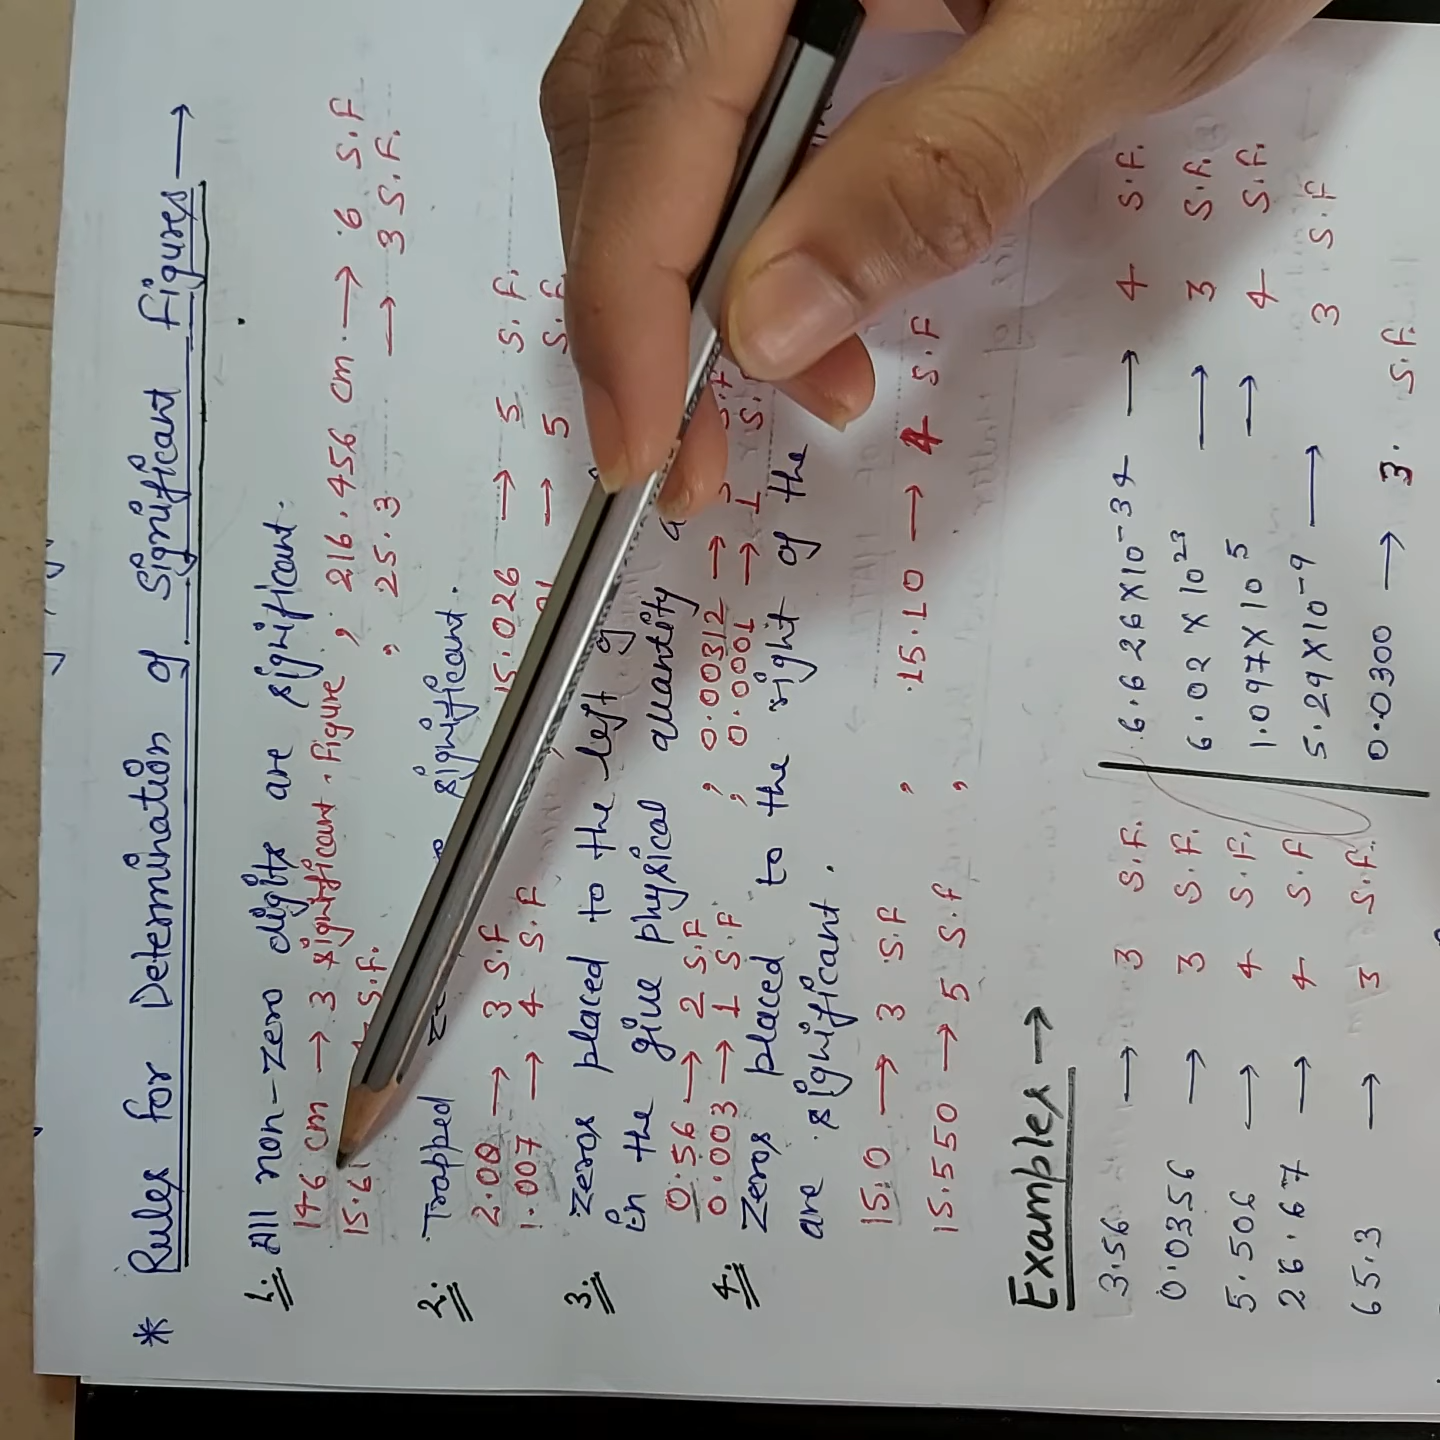 * Rules for Determination of Significant Figures →
1. All non-zero digits are significant.
146 cm → 3 significant Figure, 216.456 cm. → 6 S.F
15.61 S.F. , 25.3 → 3 S.F.
2. Trapped significant.
2.00 → 3 S.F 15.026 → 5 S.F.
1.007 → 4 S.F → 5 S.F
3. Zeros placed to the left of
in the give physical quantity
0.56 → 2 S.F ; 0.00312 → S.F
0.003 → 1 S.F ; 0.0001 → 1 S.
4. Zeros placed to the right of the
are significant.
15.0 → 3 S.F , 15.10 → 4 S.F
15.550 → 5 S.F ,
Examples →
3.56 → 3 S.F. 6.626×10-34 → 4 S.F.
0.0356 → 3 S.F. 6.02 × 10 23 → 3 S.F.
5.506 → 4 S.F. 1.097×10 5 → 4 S.F.
26.67 → 4 S.F 5.29×10-9 → 3 S.F
65.3 → 3 S.F. 0.0300 → 3. S.F.